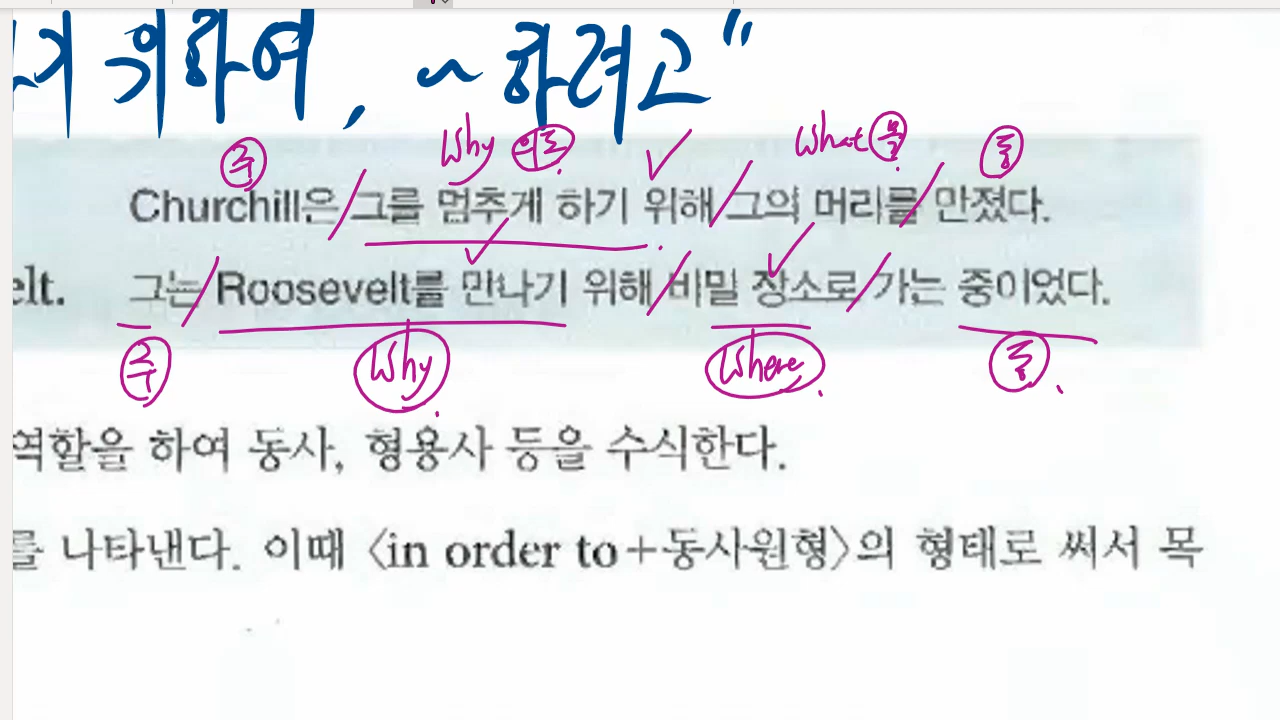 기 위하여, ~하려고"
주 Why 의도. What 을. 동
Churchill은/그를 멈추게 하기 위해/그의 머리를/만졌다.
elt. 그는/Roosevelt를 만나기 위해/비밀 장소로/가는 중이었다.
주 Why. Where. 동.
역할을 하여 동사, 형용사 등을 수식한다.
를 나타낸다. 이때 〈in order to+동사원형〉의 형태로 써서 목